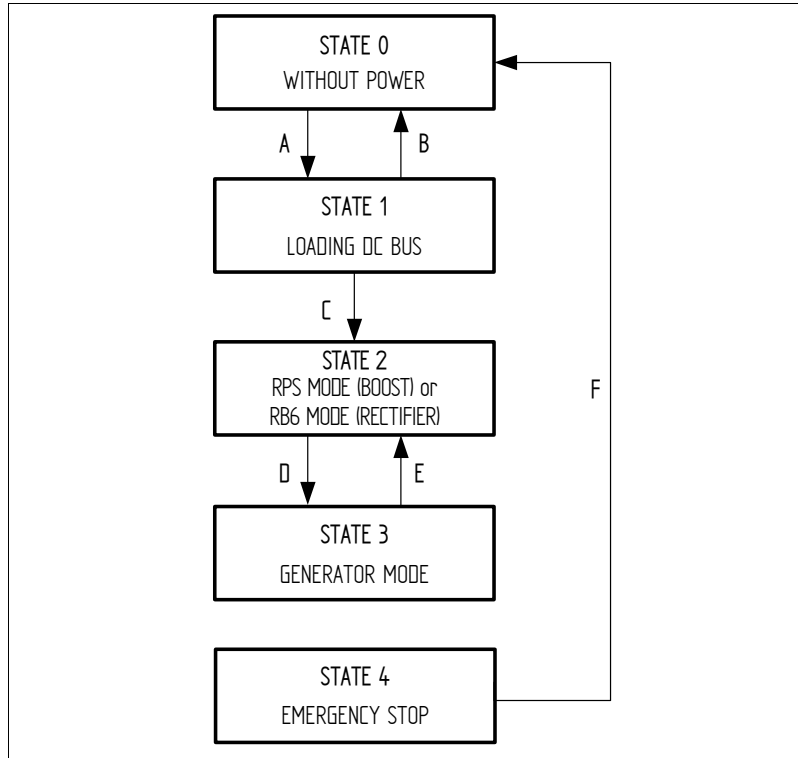 STATE 0
WITHOUT POWER
A
B
STATE 1
LOADING DC BUS
C
STATE 2
RPS MODE (BOOST) or
RB6 MODE (RECTIFIER)
F
D
E
STATE 3
GENERATOR MODE
STATE 4
EMERGENCY STOP